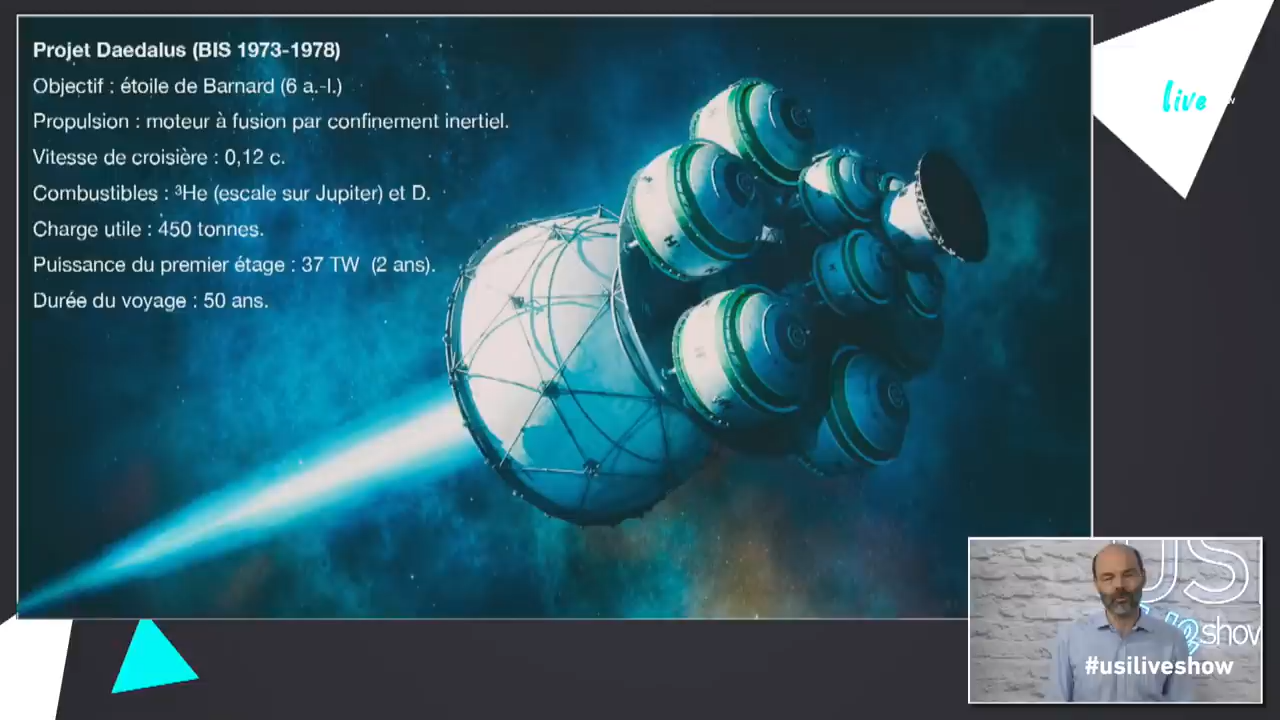 Projet Daedalus (BIS 1973-1978)
Objectif : étoile de Barnard (6 a.-l.)
Propulsion : moteur à fusion par confinement inertiel.
Vitesse de croisière : 0,12 c.
Combustibles : ³He (escale sur Jupiter) et D.
Charge utile : 450 tonnes.
Puissance du premier étage : 37 TW (2 ans).
Durée du voyage : 50 ans.
live
US
show
#usiliveshow